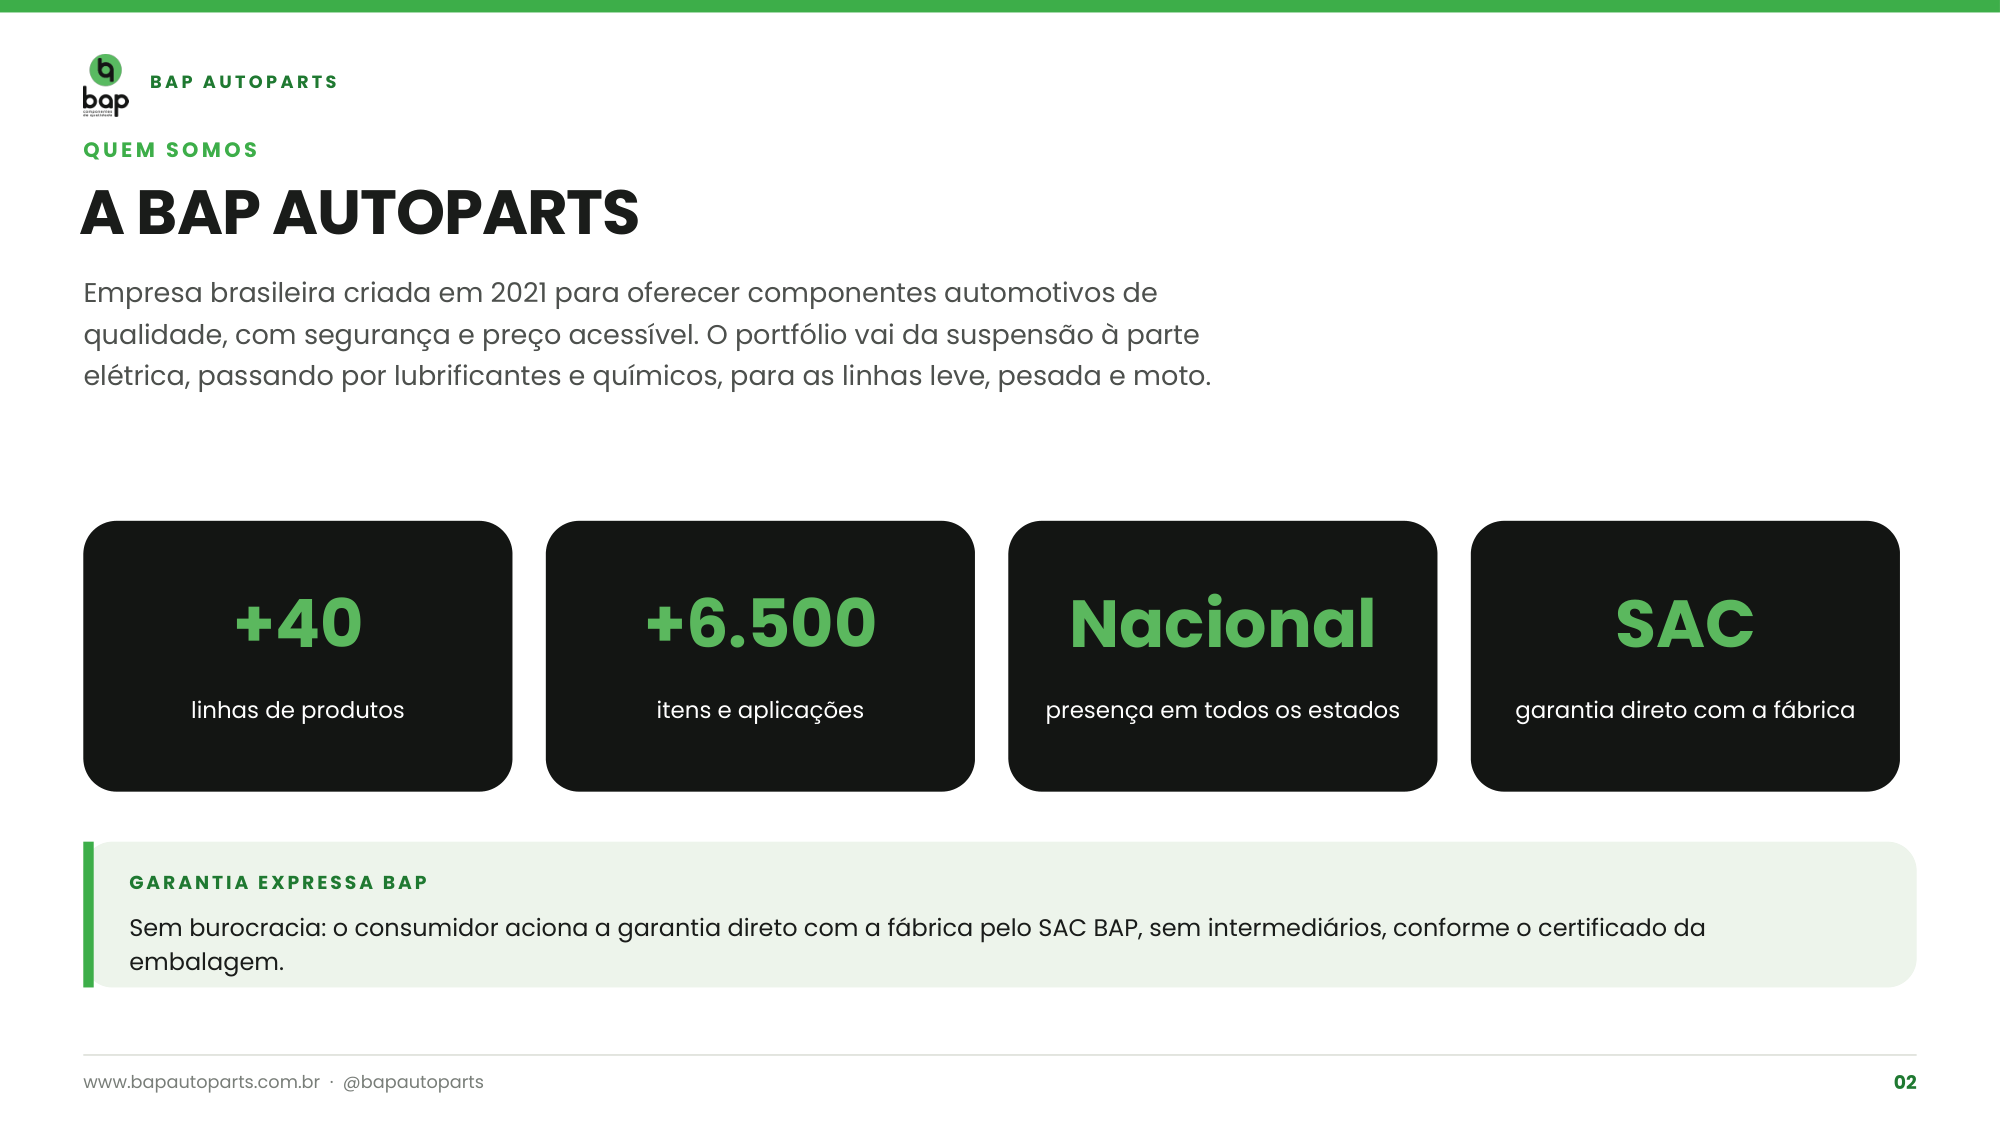 bap
componentes
de qualidade
BAP AUTOPARTS
QUEM SOMOS
A BAP AUTOPARTS
Empresa brasileira criada em 2021 para oferecer componentes automotivos de
qualidade, com segurança e preço acessível. O portfólio vai da suspensão à parte
elétrica, passando por lubrificantes e químicos, para as linhas leve, pesada e moto.
+40
linhas de produtos
+6.500
itens e aplicações
Nacional
presença em todos os estados
SAC
garantia direto com a fábrica
GARANTIA EXPRESSA BAP
Sem burocracia: o consumidor aciona a garantia direto com a fábrica pelo SAC BAP, sem intermediários, conforme o certificado da
embalagem.
www.bapautoparts.com.br · @bapautoparts
02